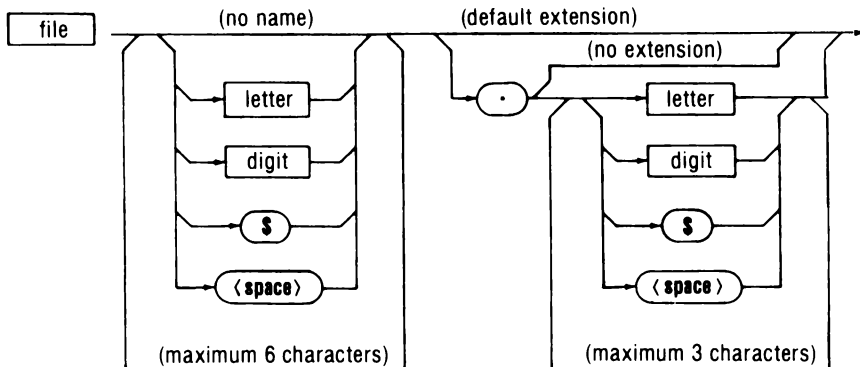 file
(no name)
(default extension)
(no extension)
letter
digit
$
⟨space⟩
(maximum 6 characters)
.
letter
digit
$
⟨space⟩
(maximum 3 characters)